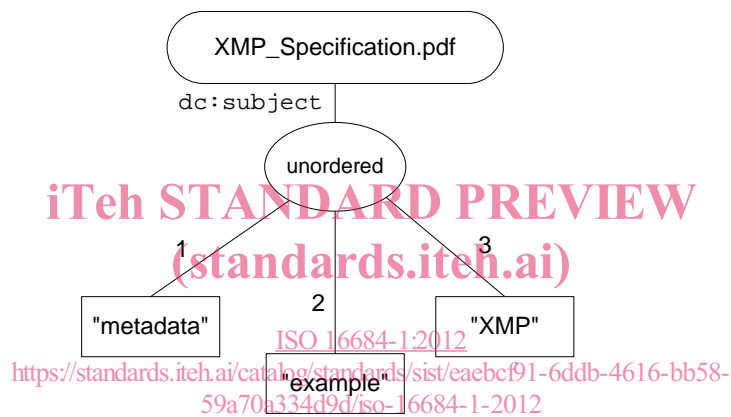 XMP_Specification.pdf
dc:subject
unordered
iTeh STANDARD PREVIEW
1
3
(standards.iteh.ai)
2
"metadata"
"XMP"
ISO 16684-1:2012
https://standards.iteh.ai/catalog/standards/sist/eaebcf91-6ddb-4616-bb58-
"example"
59a70a334d9d/iso-16684-1-2012